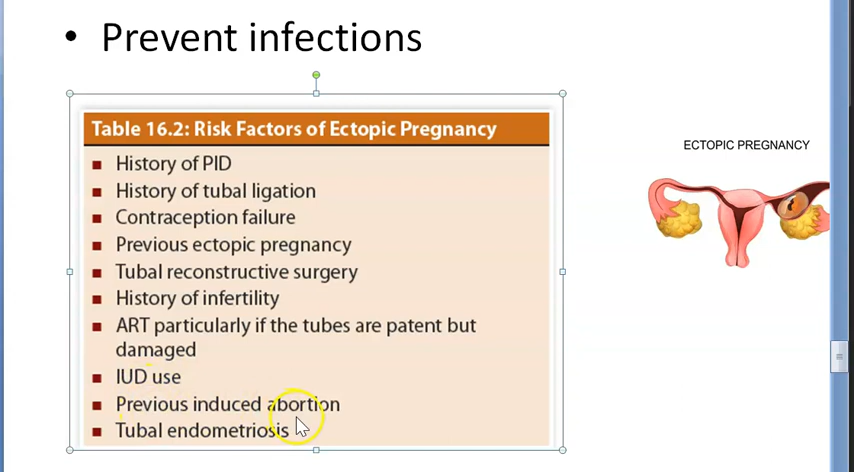 • Prevent infections
Table 16.2: Risk Factors of Ectopic Pregnancy
■ History of PID
■ History of tubal ligation
■ Contraception failure
■ Previous ectopic pregnancy
■ Tubal reconstructive surgery
■ History of infertility
■ ART particularly if the tubes are patent but
damaged
■ IUD use
■ Previous induced abortion
■ Tubal endometriosis
ECTOPIC PREGNANCY